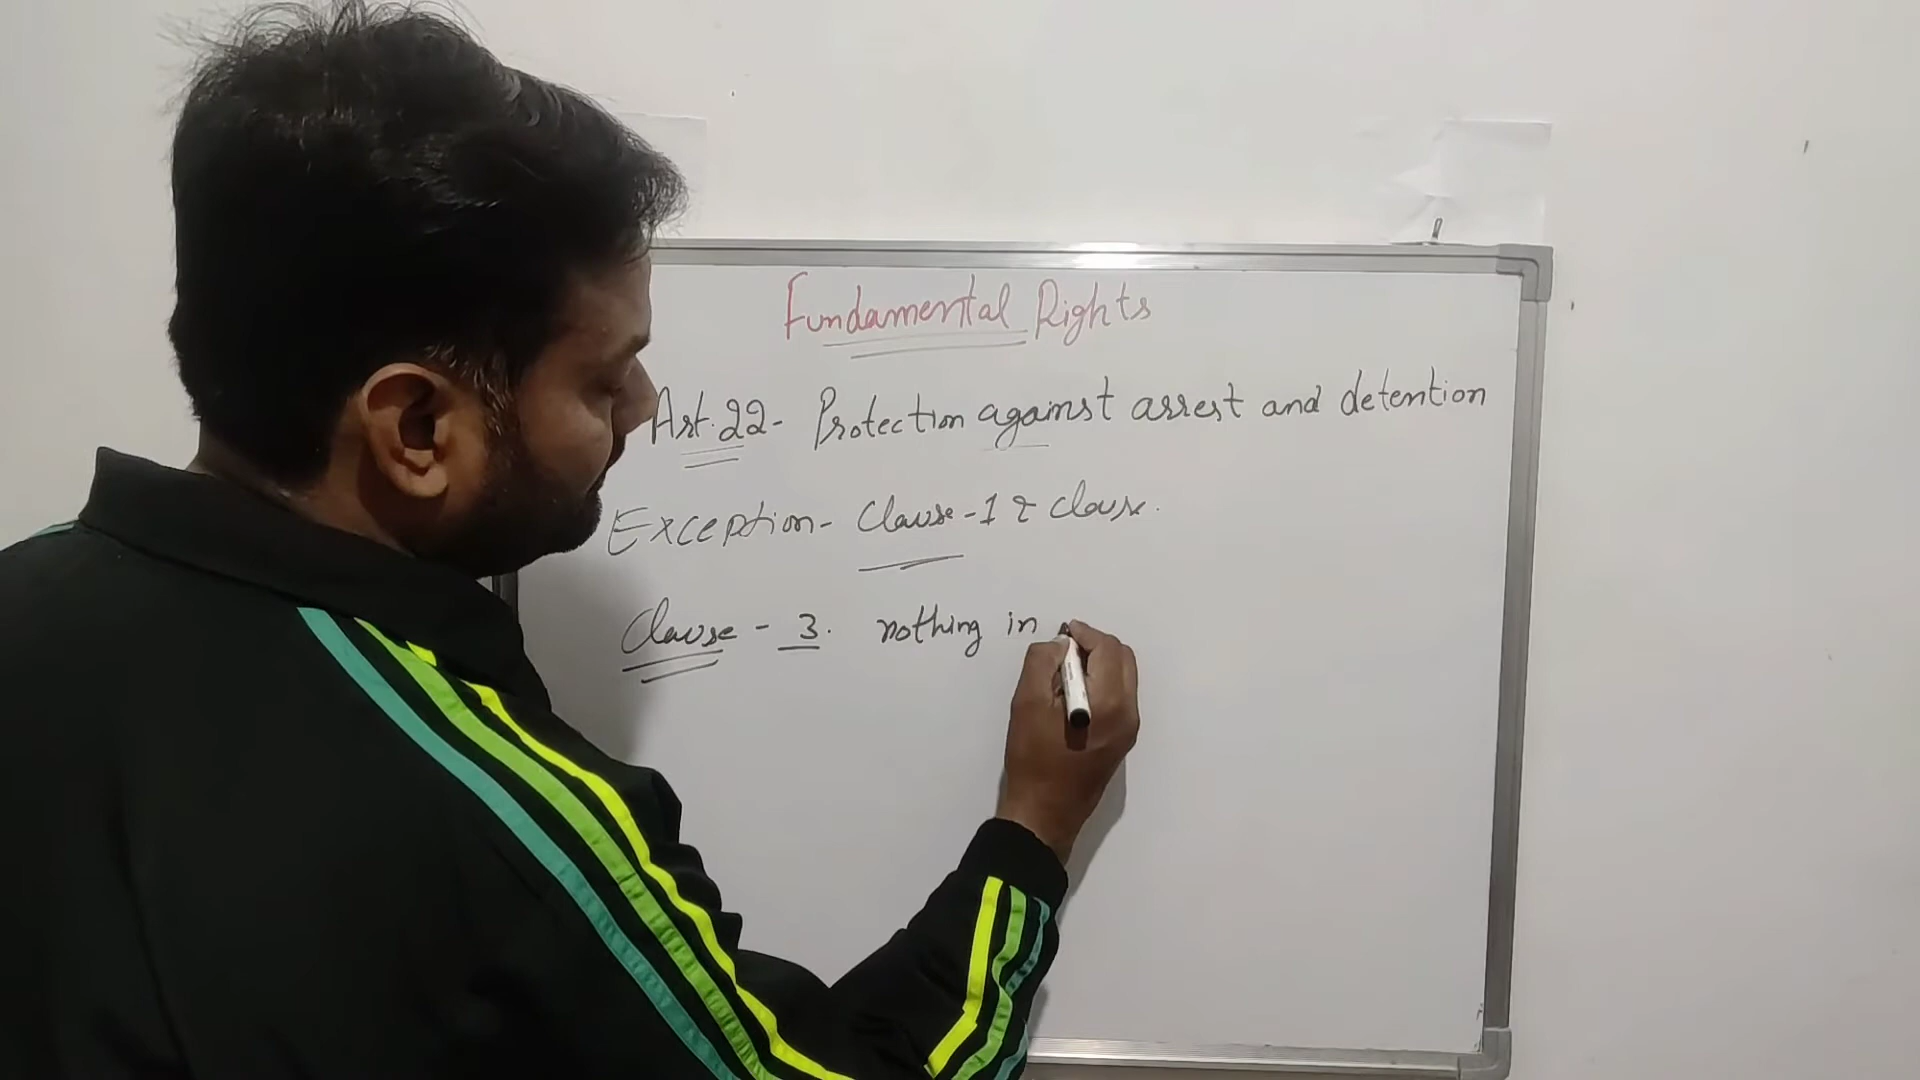 Fundamental Rights
Art. 22 - Protection against arrest and detention
Exception - Clause - 1 & Clause.
Clause - 3. nothing in